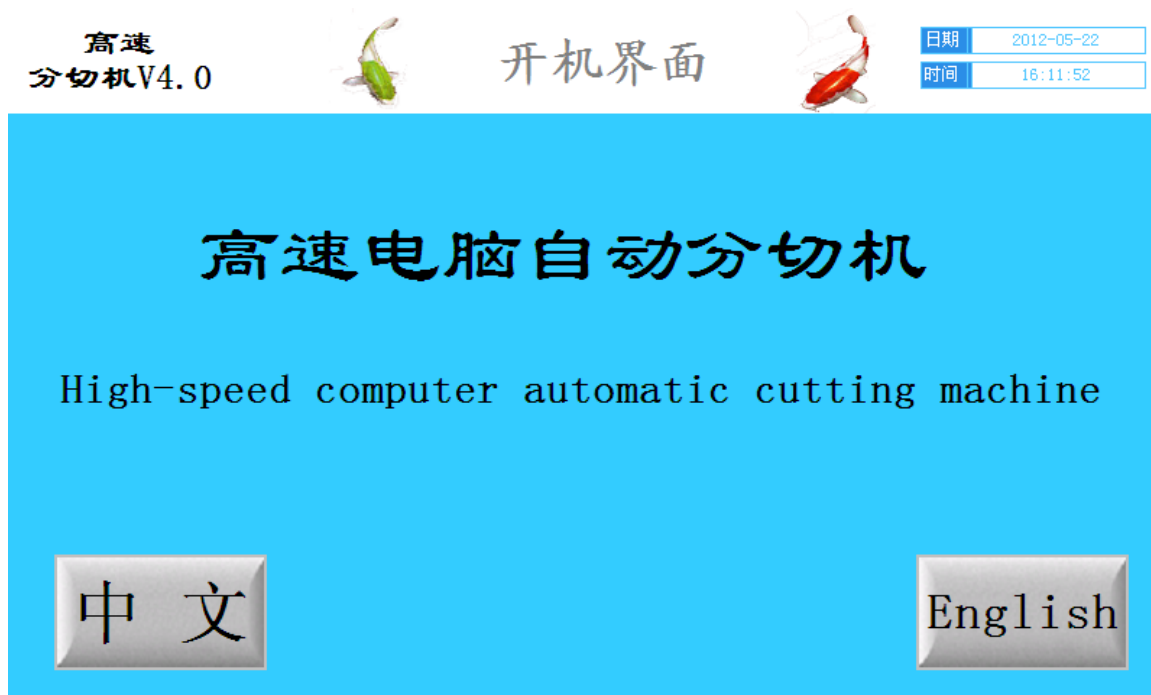 高速
分切机V4.0
开机界面
日期 2012-05-22
时间 16:11:52
高速电脑自动分切机
High-speed computer automatic cutting machine
中 文
English